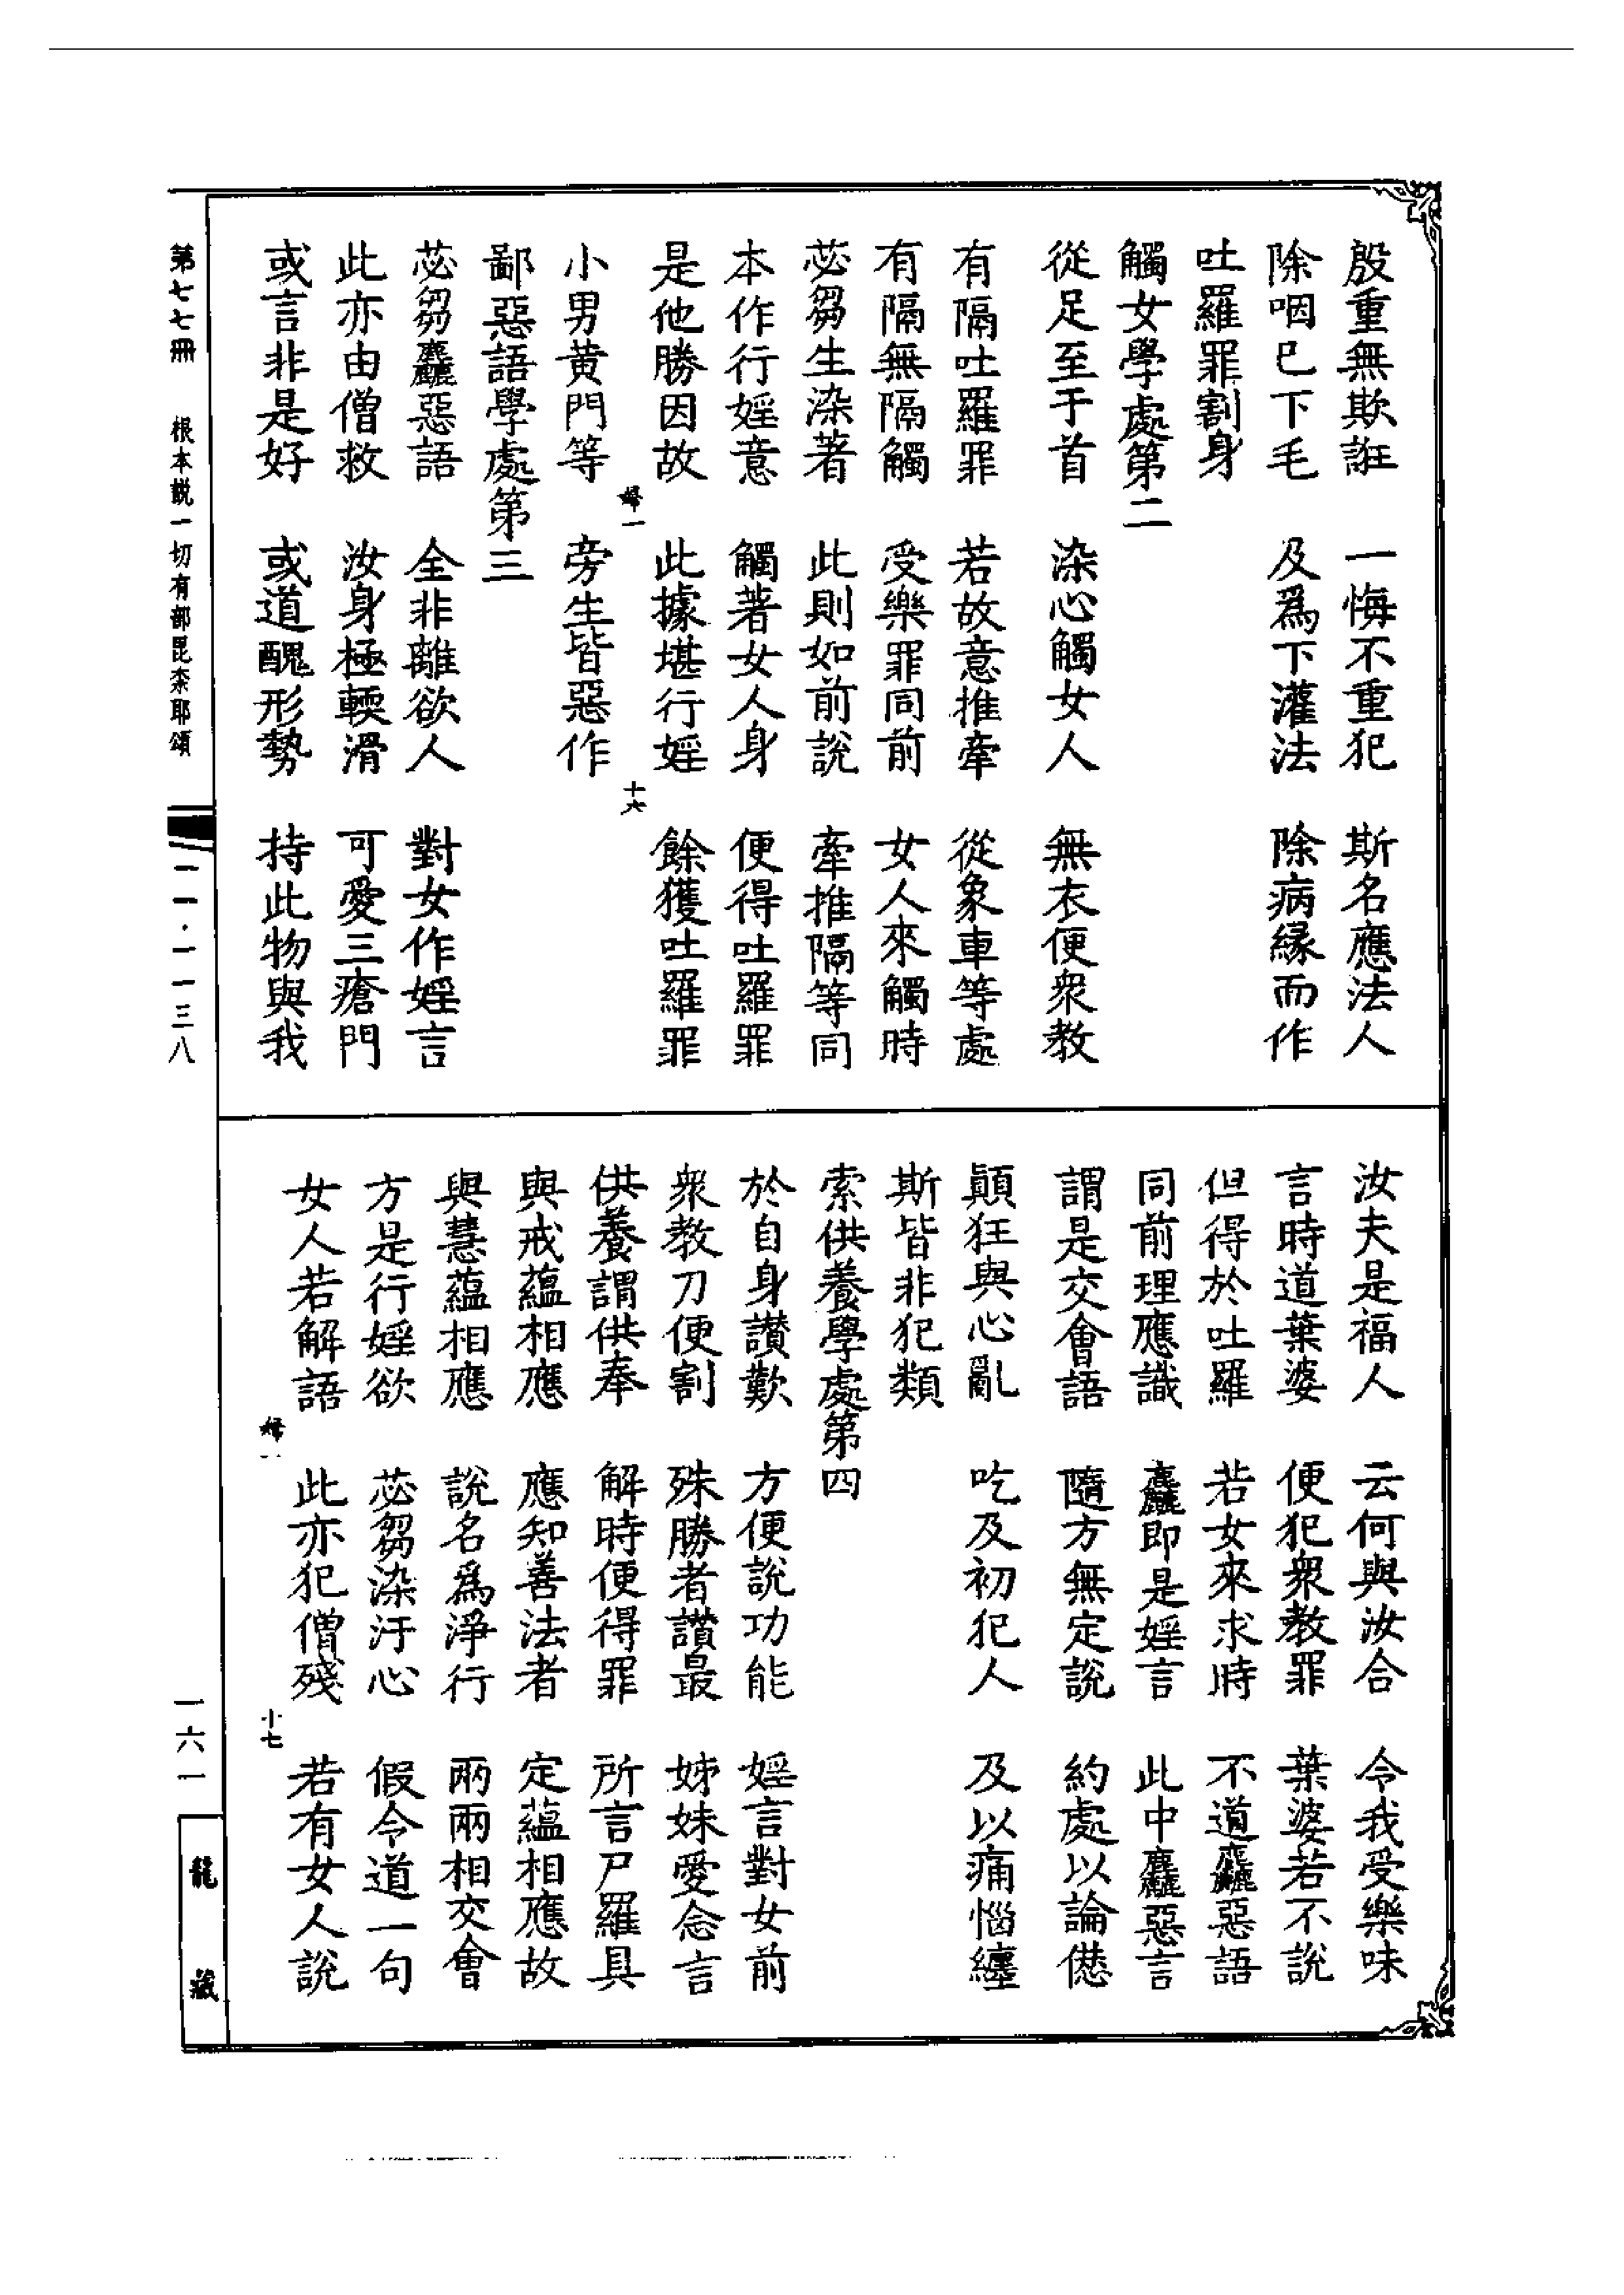 殷重無欺誑　一悔不重犯　斯名應法人
除咽已下毛　及爲下灌法　除病緣而作
吐羅罪割身
觸女學處第二
從足至于首　染心觸女人　無衣便衆教
有隔吐羅罪　若故意推牽　從象車等處
有隔無隔觸　受樂罪同前　女人來觸時
苾芻生染著　此則如前說　牽推隔等同
本作行婬意　觸著女人身　便得吐羅罪
是他勝因故　此據堪行婬　餘獲吐羅罪
婦一　十六
小男黃門等　旁生皆惡作
鄙惡語學處第三
苾芻麤惡語　全非離欲人　對女作婬言
此亦由僧救　汝身極輭滑　可愛三瘡門
或言非是好　或道醜形勢　持此物與我
第七七冊　根本説一切有部毘奈耶頌
一一一·一一三八
汝夫是福人　云何與汝合　令我受樂味
言時道葉婆　便犯衆教罪　葉婆若不說
但得於吐羅　若女來求時　不道麤惡語
同前理應識　麤即是婬言　此中麤惡言
謂是交會語　隨方無定說　約處以論愆
顛狂與心亂　吃及初犯人　及以痛惱纏
斯皆非犯類
索供養學處第四
於自身讃歎　方便說功能　婬言對女前
衆教刀便割　殊勝者讃最　姊妹愛念言
供養謂供奉　解時便得罪　所言尸羅具
與戒蘊相應　應知善法者　定蘊相應故
與慧蘊相應　說名爲淨行　兩兩相交會
方是行婬欲　苾芻染汙心　假令道一句
女人若解語　此亦犯僧殘　若有女人說
婦　十七
一六一
龍藏